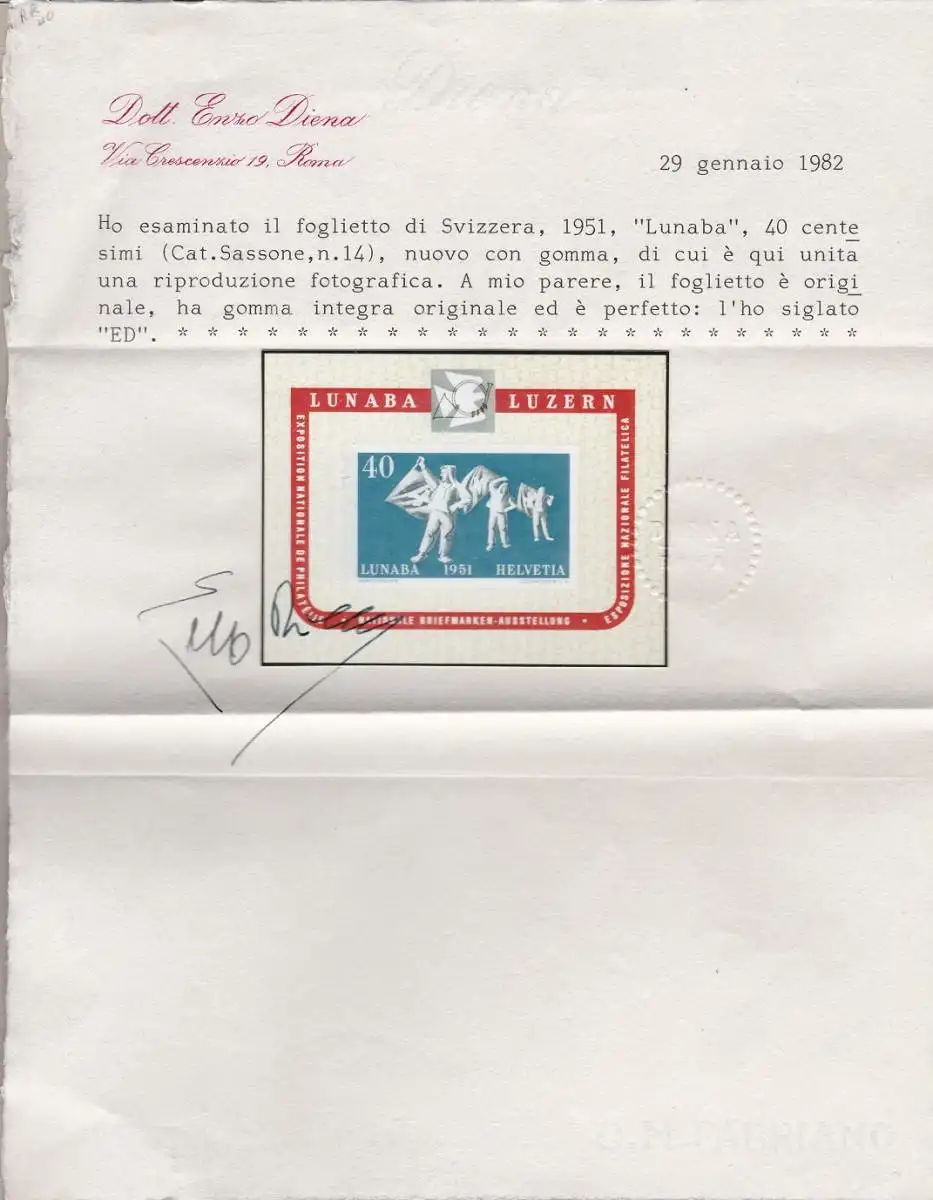 Dott. Enzo Diena
Via Crescenzio 19, Roma
29 gennaio 1982
Ho esaminato il foglietto di Svizzera, 1951, "Lunaba", 40 cente
simi (Cat.Sassone,n.14), nuovo con gomma, di cui è qui unita
una riproduzione fotografica. A mio parere, il foglietto è origi
nale, ha gomma integra originale ed è perfetto: l'ho siglato
"ED". * * * * * * * * * * * * * * * * * * * * * * *
LUNABA LUZERN
EXPOSITION NATIONALE DE PHILATELIE
ESPOSIZIONE NAZIONALE FILATELICA
40
LUNABA 1951 HELVETIA
BRIEFMARKEN-AUSSTELLUNG